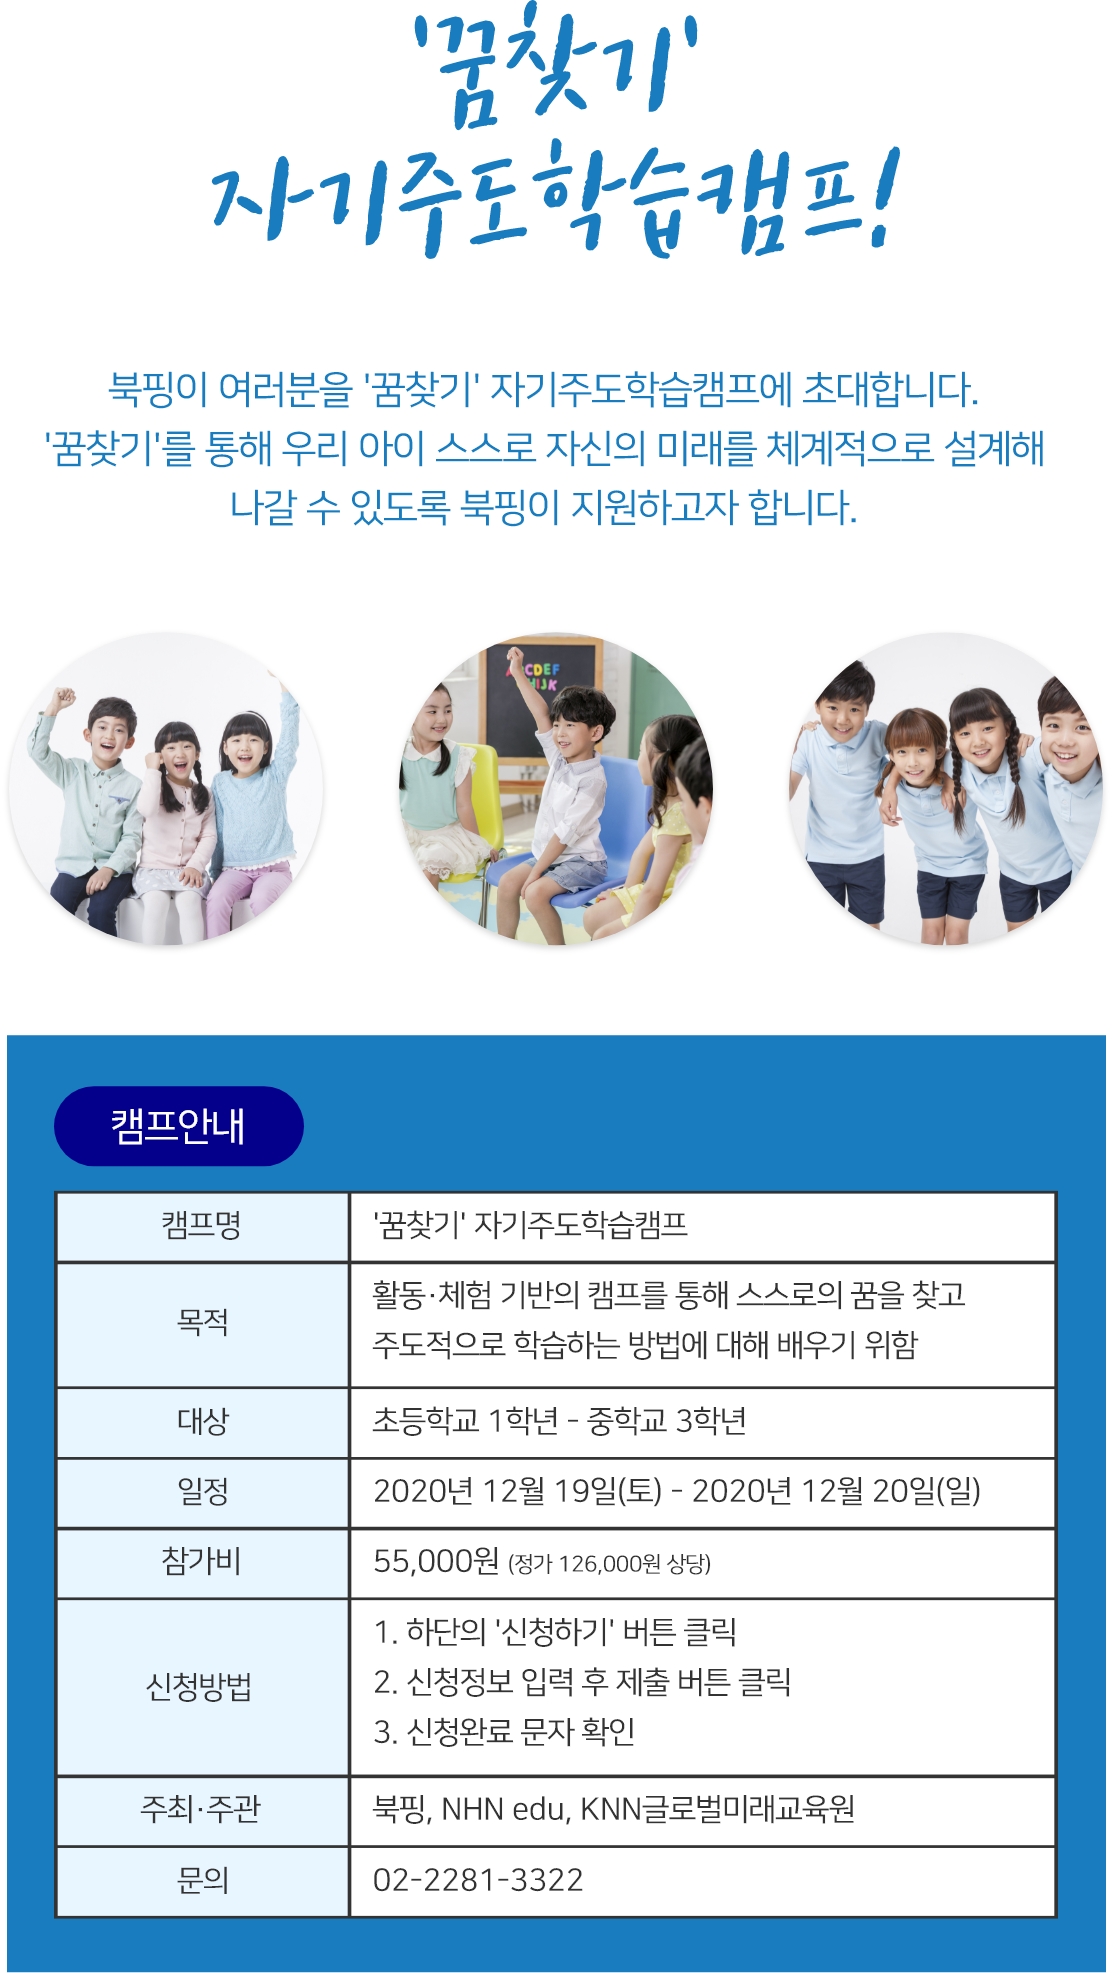 '꿈찾기'
자기주도학습캠프!
북핑이 여러분을 '꿈찾기' 자기주도학습캠프에 초대합니다.
'꿈찾기'를 통해 우리 아이 스스로 자신의 미래를 체계적으로 설계해
나갈 수 있도록 북핑이 지원하고자 합니다.
CDEF
IJK
캠프안내
캠프명
'꿈찾기' 자기주도학습캠프
목적
활동·체험 기반의 캠프를 통해 스스로의 꿈을 찾고
주도적으로 학습하는 방법에 대해 배우기 위함
대상
초등학교 1학년 - 중학교 3학년
일정
2020년 12월 19일(토) - 2020년 12월 20일(일)
참가비
55,000원 (정가 126,000원 상당)
신청방법
1. 하단의 '신청하기' 버튼 클릭
2. 신청정보 입력 후 제출 버튼 클릭
3. 신청완료 문자 확인
주최·주관
북핑, NHN edu, KNN글로벌미래교육원
문의
02-2281-3322